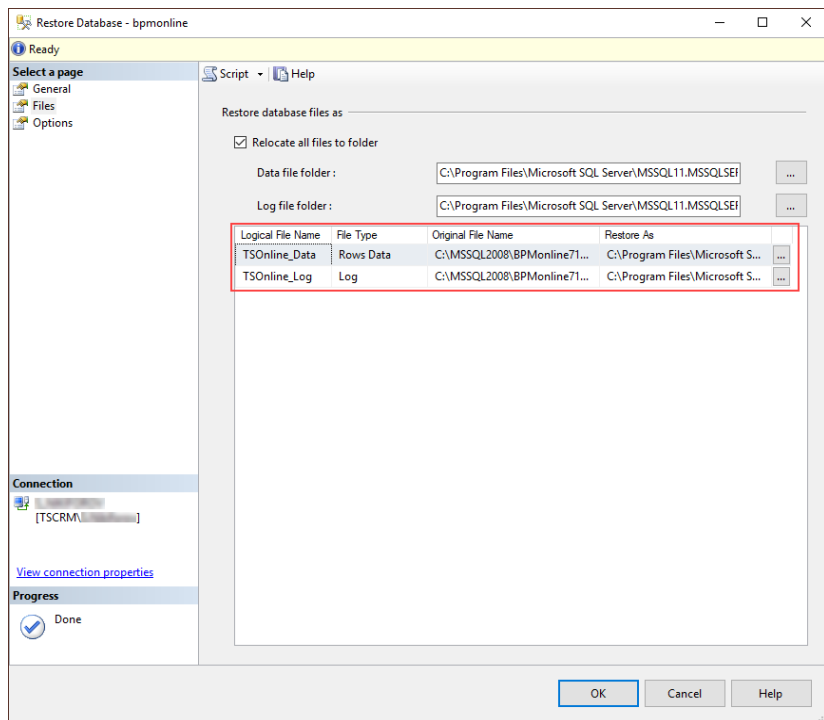 Restore Database - bpmonline
Ready
Select a page
General
Files
Options
Script
Help
Restore database files as
Relocate all files to folder
Data file folder :
C:\Program Files\Microsoft SQL Server\MSSQL11.MSSQLSER
...
Log file folder :
C:\Program Files\Microsoft SQL Server\MSSQL11.MSSQLSER
...
Logical File Name File Type Original File Name Restore As
TSOnline_Data Rows Data C:\MSSQL2008\BPMonline71... C:\Program Files\Microsoft S... ...
TSOnline_Log Log C:\MSSQL2008\BPMonline71... C:\Program Files\Microsoft S... ...
Connection
[TSCRM\ ]
View connection properties
Progress
Done
OK Cancel Help